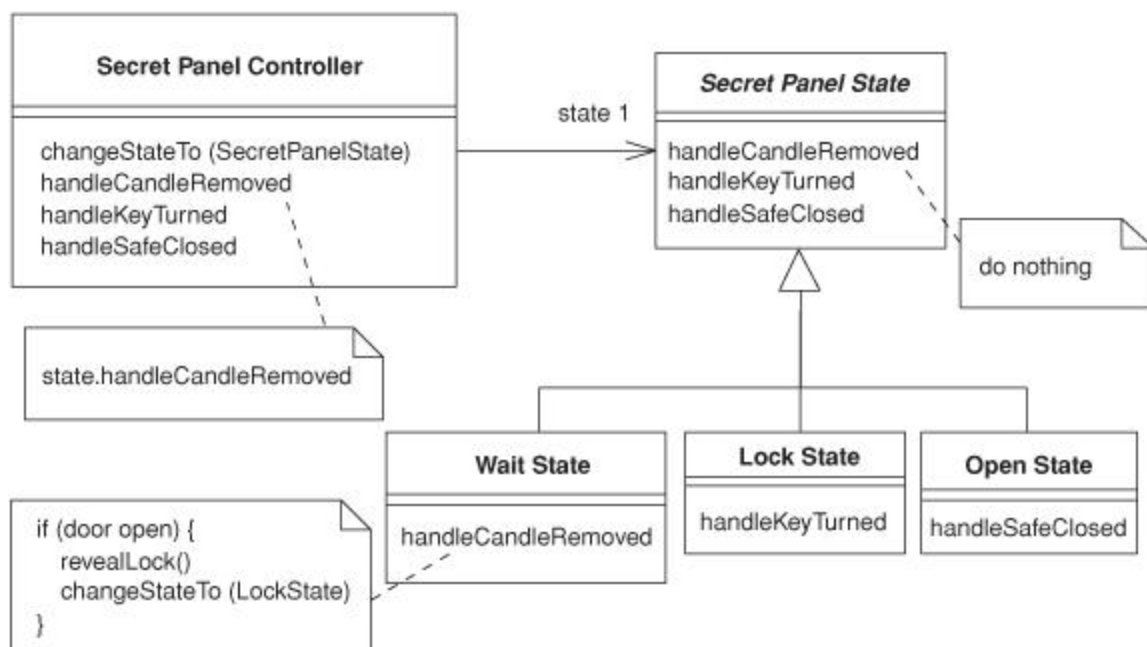 Secret Panel Controller
changeStateTo (SecretPanelState)
handleCandleRemoved
handleKeyTurned
handleSafeClosed
state 1
Secret Panel State
handleCandleRemoved
handleKeyTurned
handleSafeClosed
do nothing
state.handleCandleRemoved
Wait State
handleCandleRemoved
Lock State
handleKeyTurned
Open State
handleSafeClosed
if (door open) {
revealLock()
changeStateTo (LockState)
}